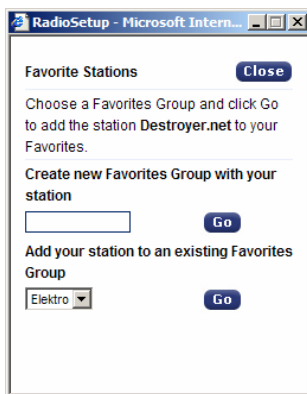 RadioSetup - Microsoft Intern...
Favorite Stations Close
Choose a Favorites Group and click Go
to add the station Destroyer.net to your
Favorites.
Create new Favorites Group with your
station
Go
Add your station to an existing Favorites
Group
Elektro Go